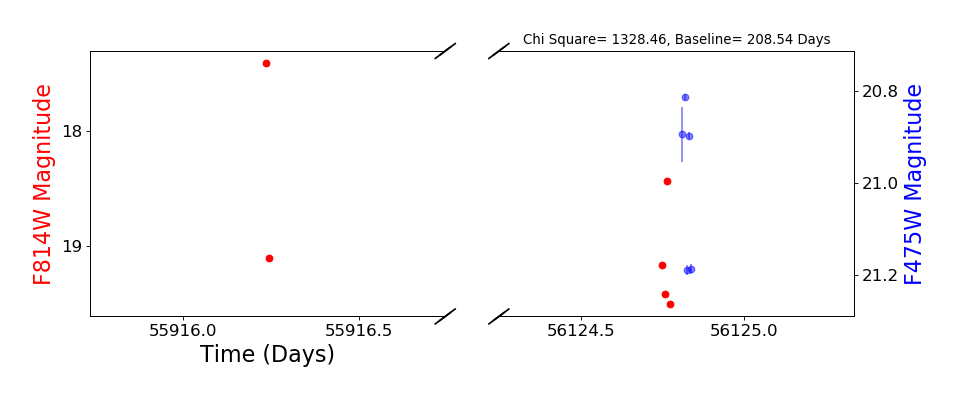 Chi Square= 1328.46, Baseline= 208.54 Days
F814W Magnitude
18
19
20.8
21.0
21.2
F475W Magnitude
55916.0
55916.5
56124.5
56125.0
Time (Days)